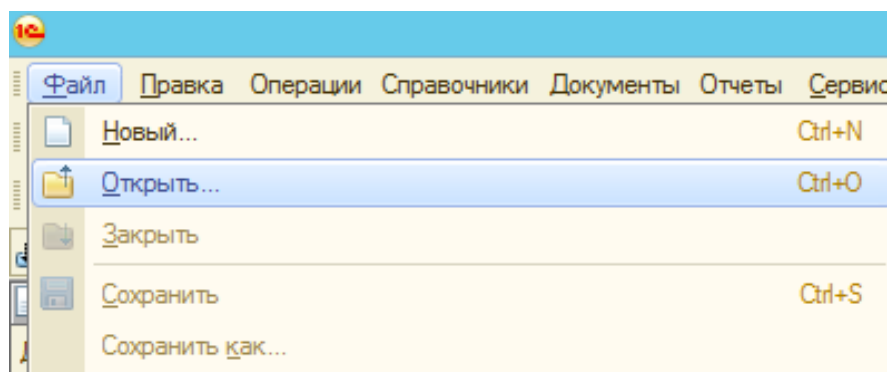 1С
Файл Правка Операции Справочники Документы Отчеты Сервис
Новый... Ctrl+N
Открыть... Ctrl+O
Закрыть
Сохранить Ctrl+S
Сохранить как...